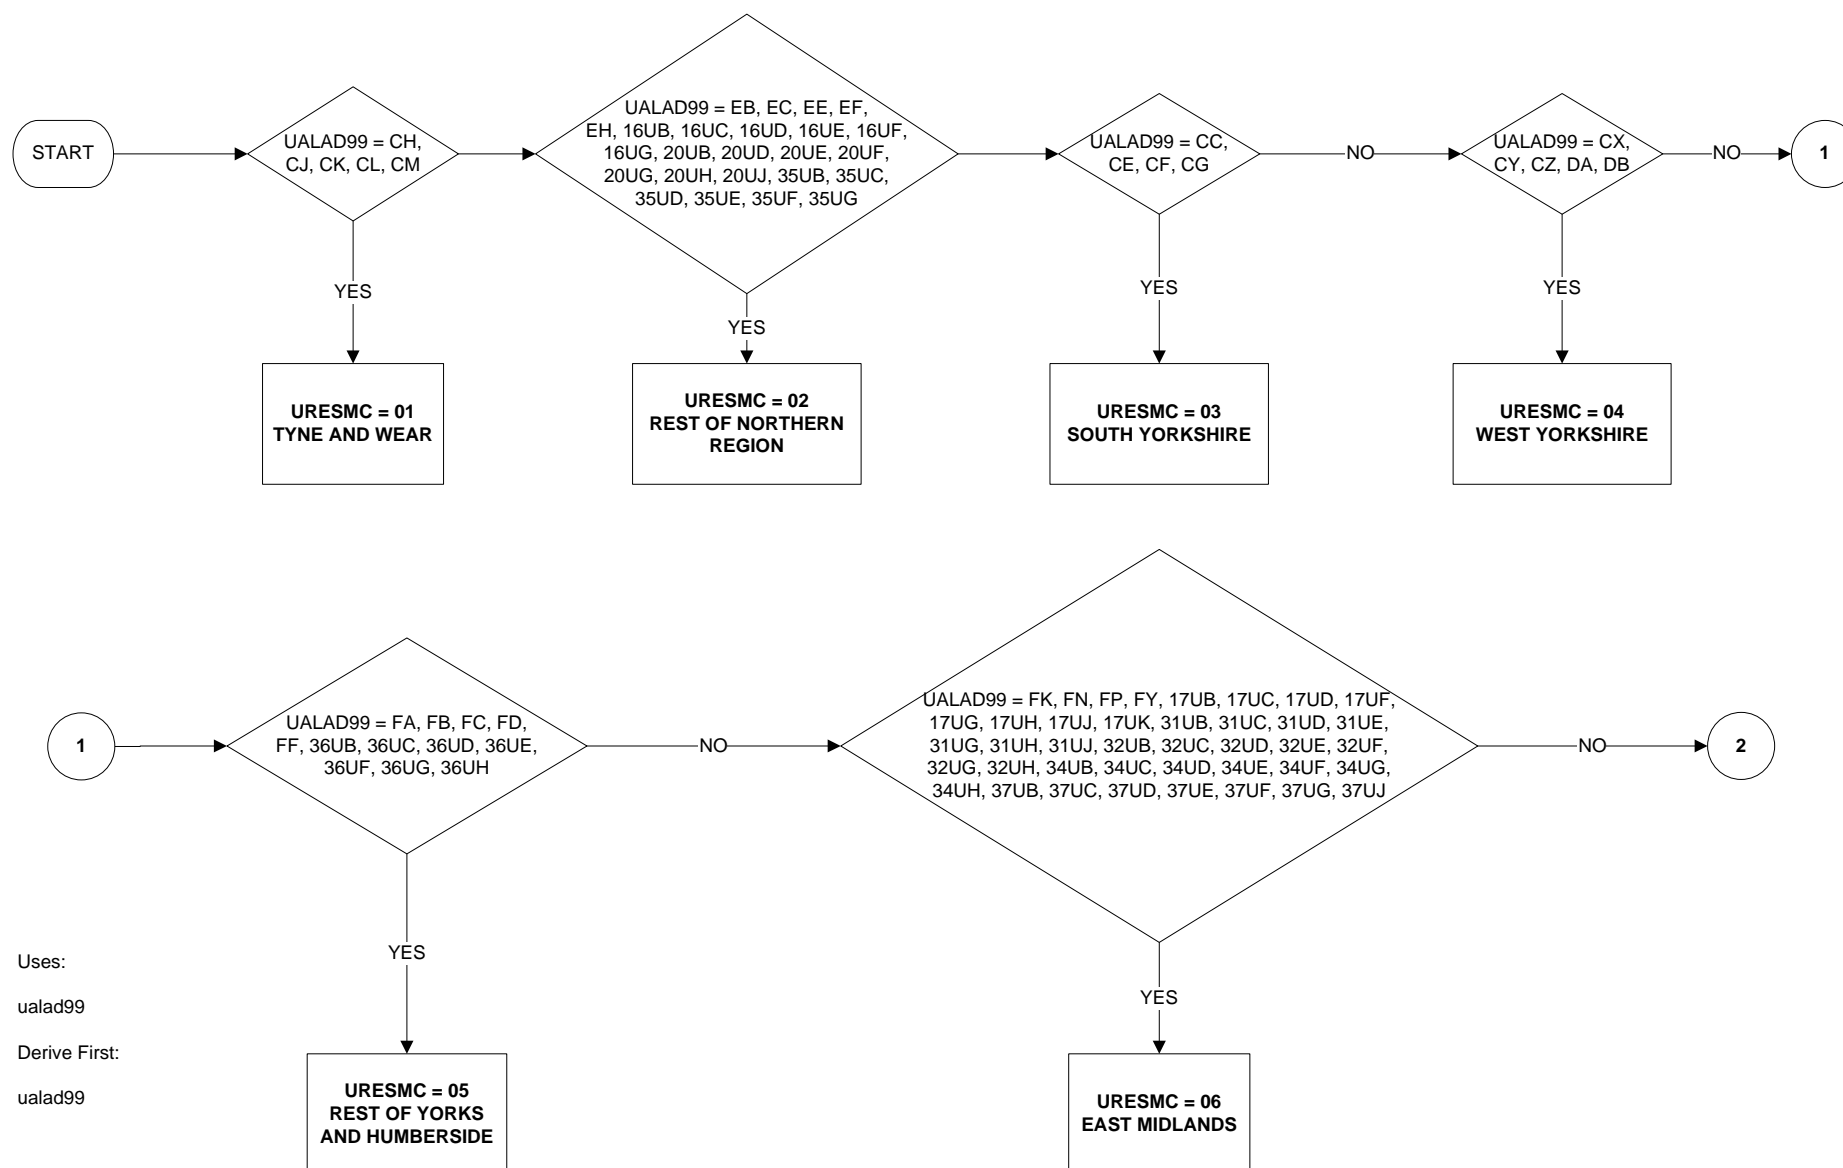 START
UALAD99 = CH,
CJ, CK, CL, CM
UALAD99 = EB, EC, EE, EF,
EH, 16UB, 16UC, 16UD, 16UE, 16UF,
16UG, 20UB, 20UD, 20UE, 20UF,
20UG, 20UH, 20UJ, 35UB, 35UC,
35UD, 35UE, 35UF, 35UG
UALAD99 = CC,
CE, CF, CG
NO
UALAD99 = CX,
CY, CZ, DA, DB
NO
1
YES
YES
YES
YES
URESMC = 01
TYNE AND WEAR
URESMC = 02
REST OF NORTHERN
REGION
URESMC = 03
SOUTH YORKSHIRE
URESMC = 04
WEST YORKSHIRE
1
UALAD99 = FA, FB, FC, FD,
FF, 36UB, 36UC, 36UD, 36UE,
36UF, 36UG, 36UH
NO
UALAD99 = FK, FN, FP, FY, 17UB, 17UC, 17UD, 17UF,
17UG, 17UH, 17UJ, 17UK, 31UB, 31UC, 31UD, 31UE,
31UG, 31UH, 31UJ, 32UB, 32UC, 32UD, 32UE, 32UF,
32UG, 32UH, 34UB, 34UC, 34UD, 34UE, 34UF, 34UG,
34UH, 37UB, 37UC, 37UD, 37UE, 37UF, 37UG, 37UJ
NO
2
YES
YES
Uses:
ualad99
Derive First:
ualad99
URESMC = 05
REST OF YORKS
AND HUMBERSIDE
URESMC = 06
EAST MIDLANDS